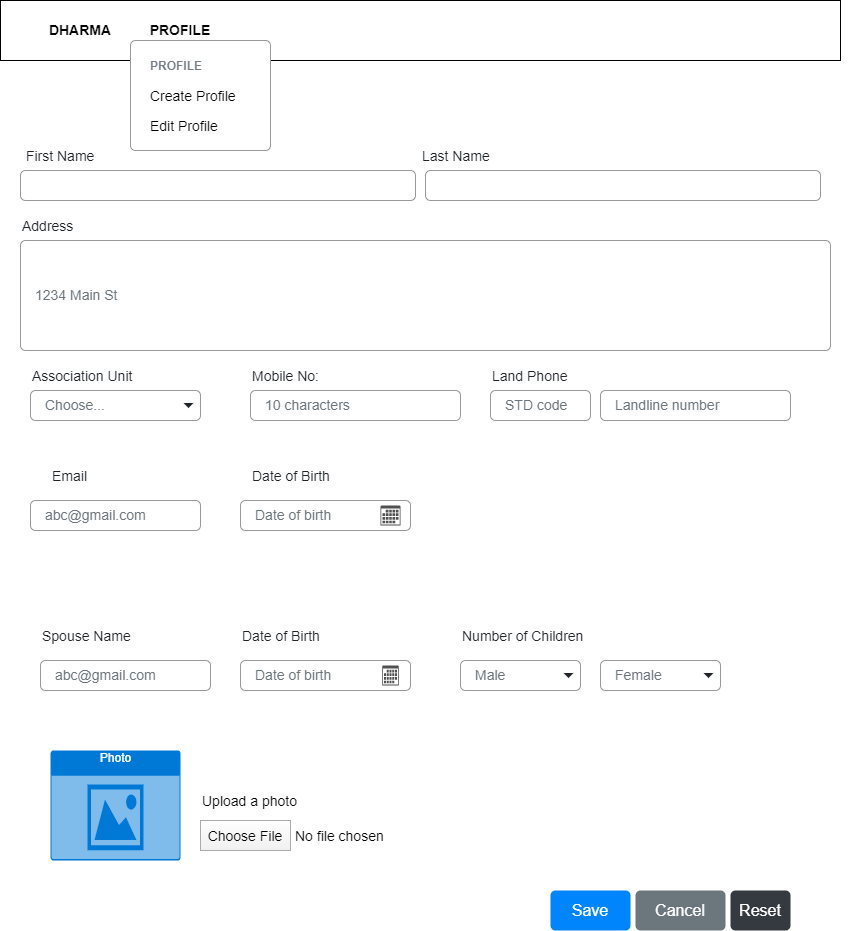 DHARMA PROFILE
PROFILE
Create Profile
Edit Profile
First Name Last Name
Address
1234 Main St
Association Unit Mobile No: Land Phone
Choose... 10 characters STD code Landline number
Email Date of Birth
abc@gmail.com Date of birth
Spouse Name Date of Birth Number of Children
abc@gmail.com Date of birth Male Female
Photo
Upload a photo
Choose File No file chosen
Save Cancel Reset